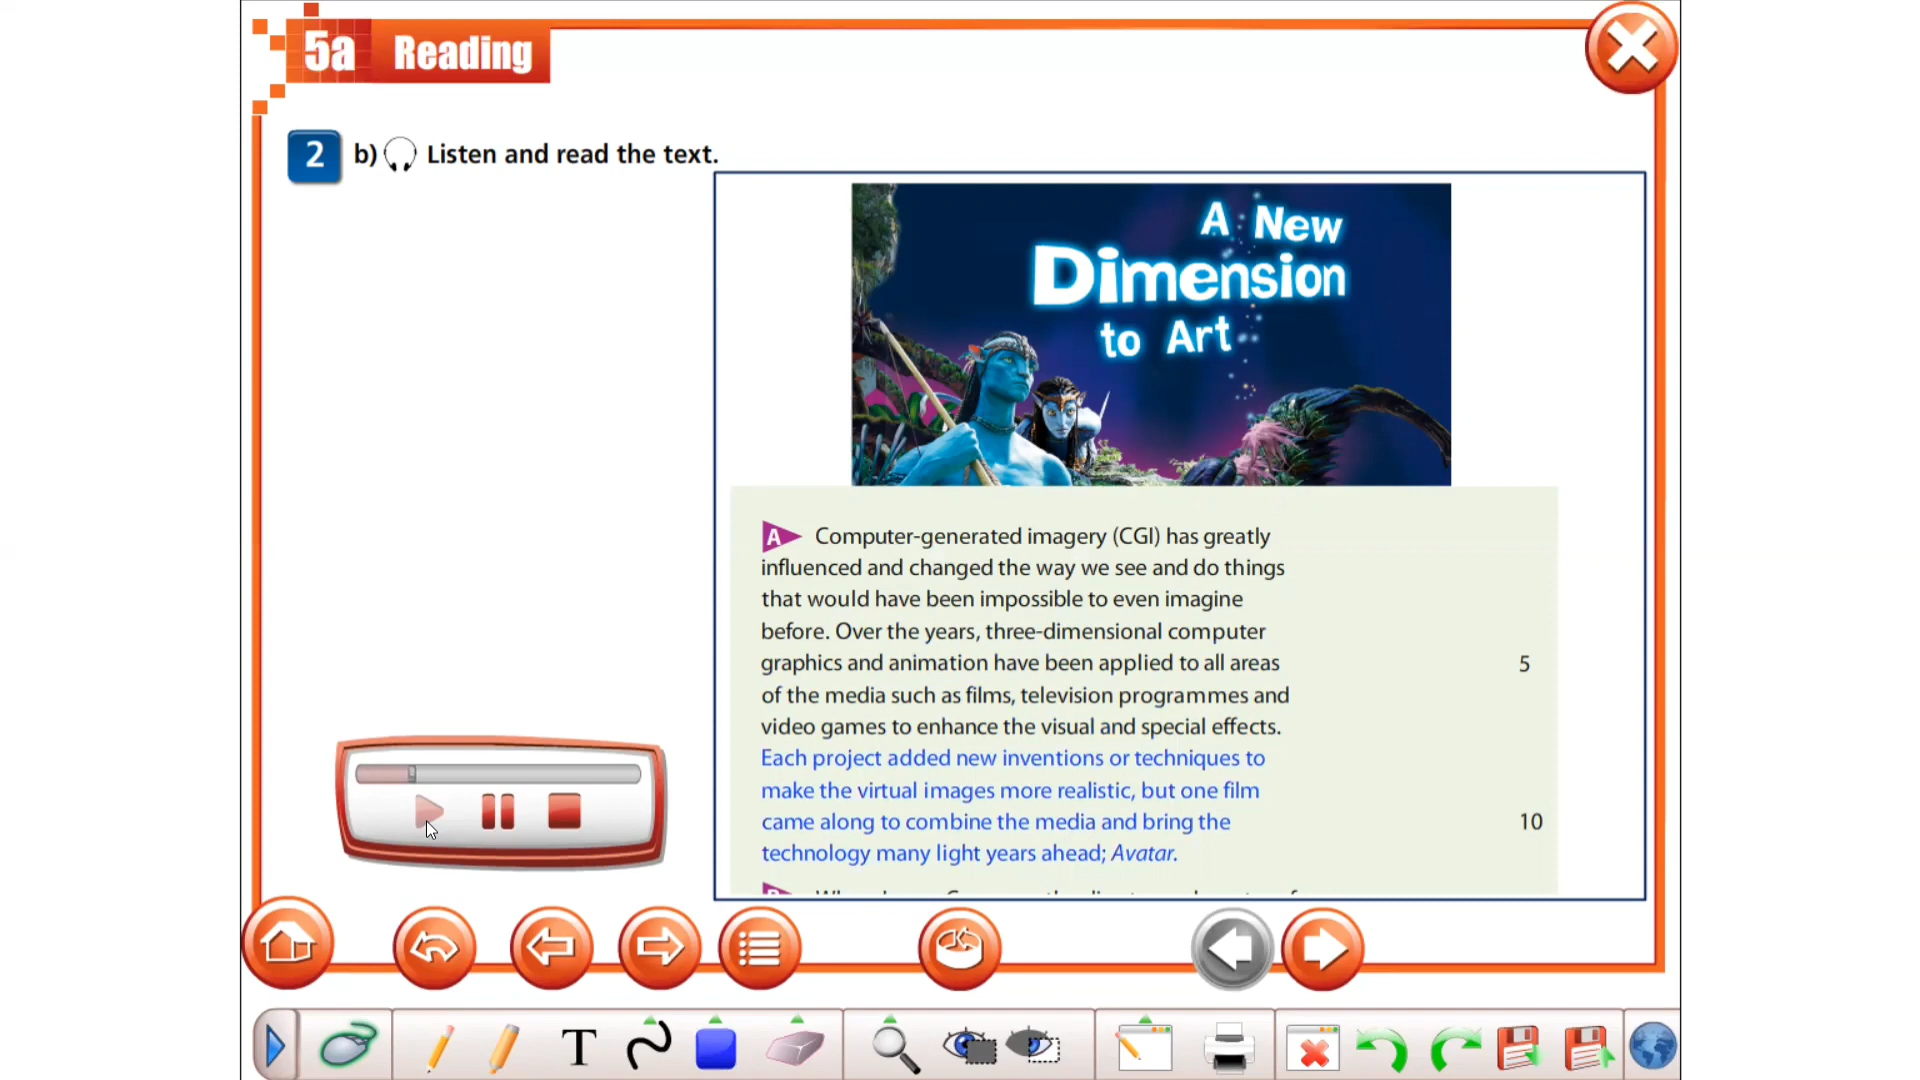 5a Reading
2 b) Listen and read the text.
A New
Dimension
to Art
A Computer-generated imagery (CGI) has greatly
influenced and changed the way we see and do things
that would have been impossible to even imagine
before. Over the years, three-dimensional computer
graphics and animation have been applied to all areas 5
of the media such as films, television programmes and
video games to enhance the visual and special effects.
Each project added new inventions or techniques to
make the virtual images more realistic, but one film
came along to combine the media and bring the 10
technology many light years ahead; Avatar.
T